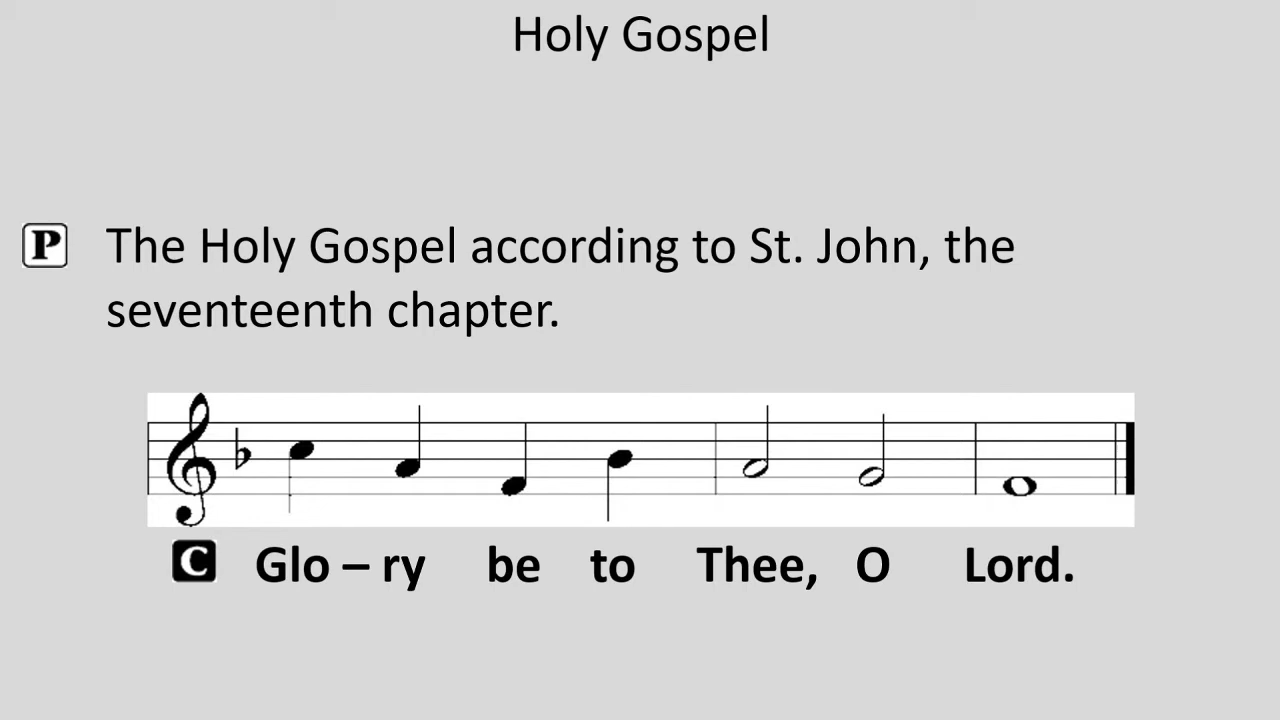 Holy Gospel
P The Holy Gospel according to St. John, the
seventeenth chapter.
C Glo – ry be to Thee, O Lord.